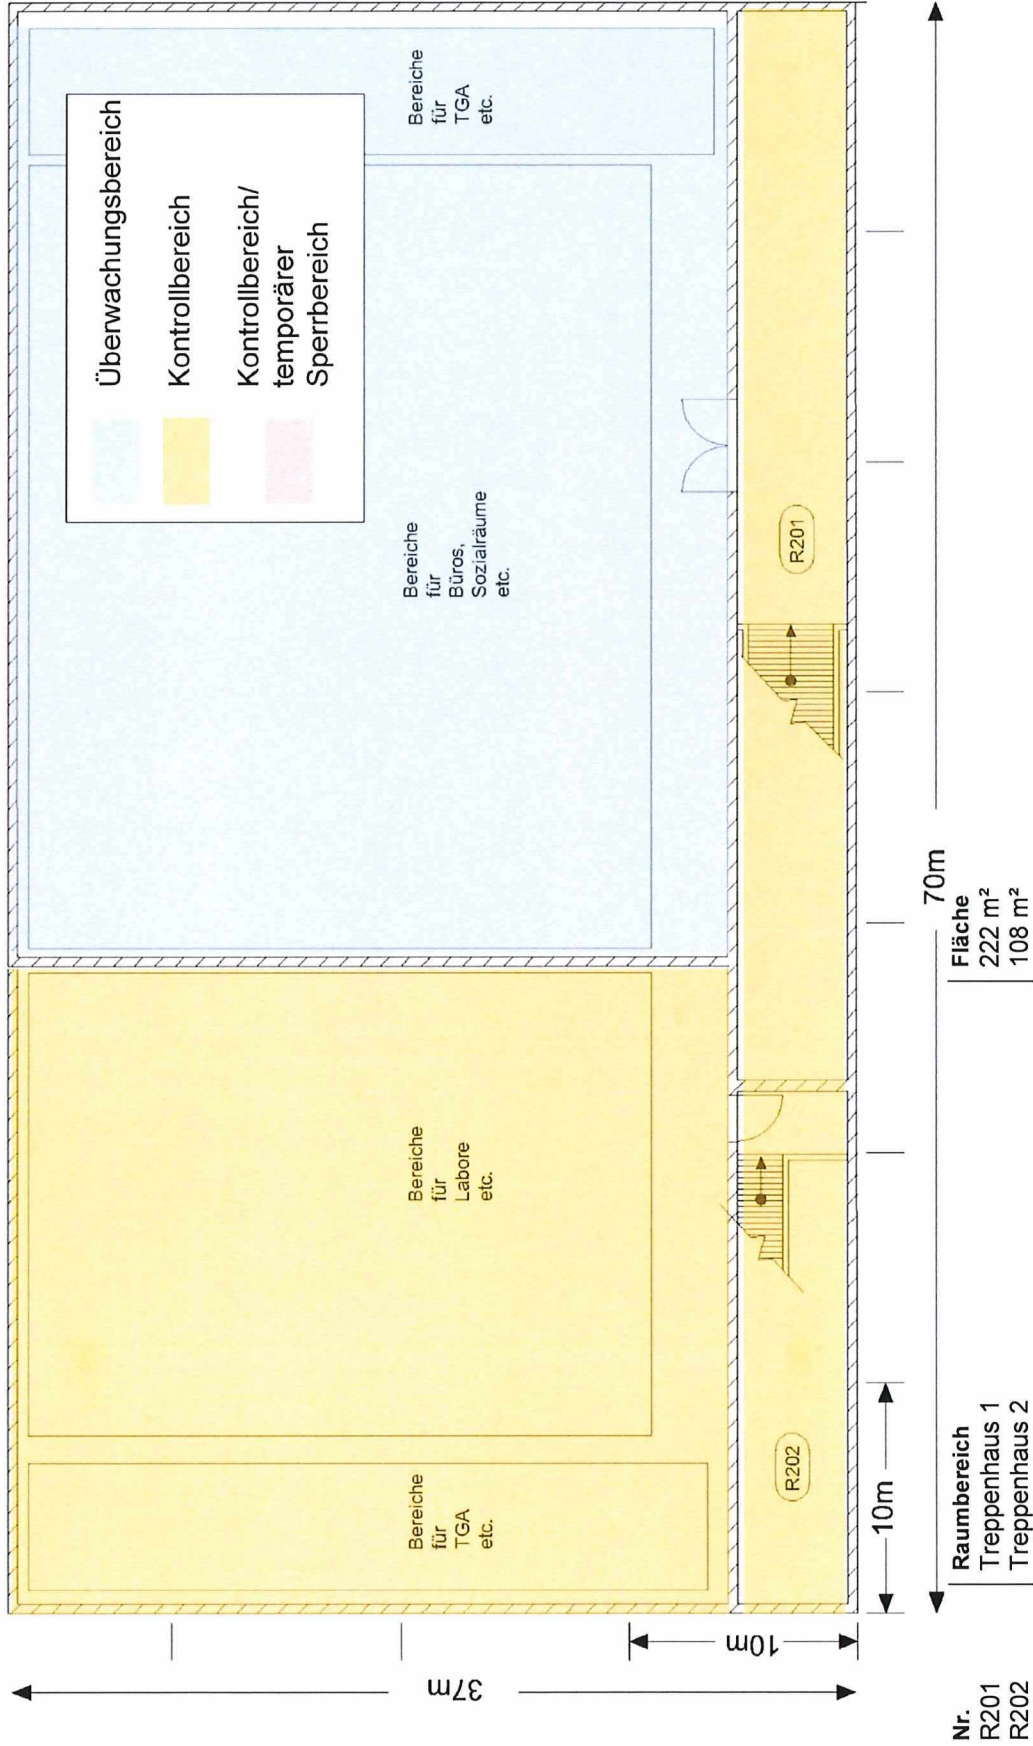 Überwachungsbereich
Kontrollbereich
Kontrollbereich/
temporärer
Sperrbereich
Bereiche
für
TGA
etc.
Bereiche
für
Labore
etc.
Bereiche
für
Büros,
Sozialräume
etc.
Bereiche
für
TGA
etc.
R202
R201
37m
10m
10m
70m
Nr. Raumbereich Fläche
R201 Treppenhaus 1 222 m²
R202 Treppenhaus 2 108 m²